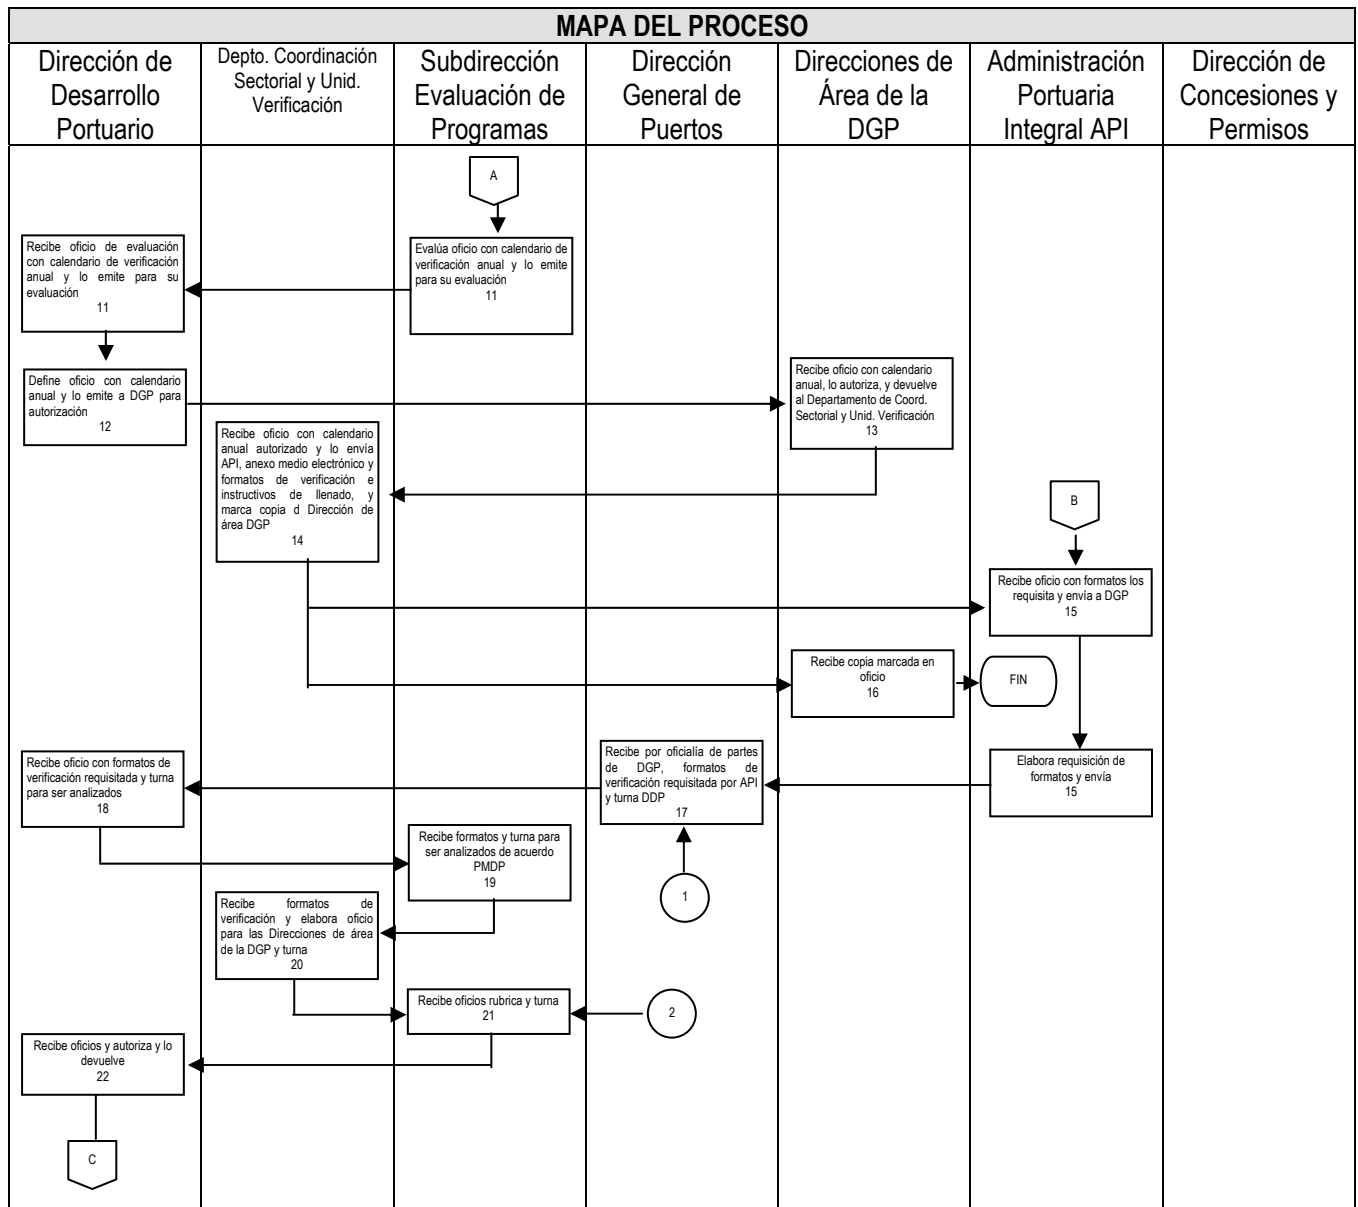 MAPA DEL PROCESO
Dirección de
Desarrollo
Portuario
Depto. Coordinación
Sectorial y Unid.
Verificación
Subdirección
Evaluación de
Programas
Dirección
General de
Puertos
Direcciones de
Área de la
DGP
Administración
Portuaria
Integral API
Dirección de
Concesiones y
Permisos
A
Recibe oficio de evaluación
con calendario de verificación
anual y lo emite para su
evaluación
11
Evalúa oficio con calendario de
verificación anual y lo emite
para su evaluación
11
Define oficio con calendario
anual y lo emite a DGP para
autorización
12
Recibe oficio con calendario
anual, lo autoriza, y devuelve
al Departamento de Coord.
Sectorial y Unid. Verificación
13
Recibe oficio con calendario
anual autorizado y lo envía
API, anexo medio electrónico y
formatos de verificación e
instructivos de llenado, y
marca copia d Dirección de
área DGP
14
B
Recibe oficio con formatos los
requisita y envía a DGP
15
Recibe copia marcada en
oficio
16
FIN
Recibe oficio con formatos de
verificación requisitada y turna
para ser analizados
18
Recibe por oficialía de partes
de DGP, formatos de
verificación requisitada por API
y turna DDP
17
Elabora requisición de
formatos y envía
15
Recibe formatos y turna para
ser analizados de acuerdo
PMDP
19
1
Recibe formatos de
verificación y elabora oficio
para las Direcciones de área
de la DGP y turna
20
Recibe oficios rubrica y turna
21
2
Recibe oficios y autoriza y lo
devuelve
22
C